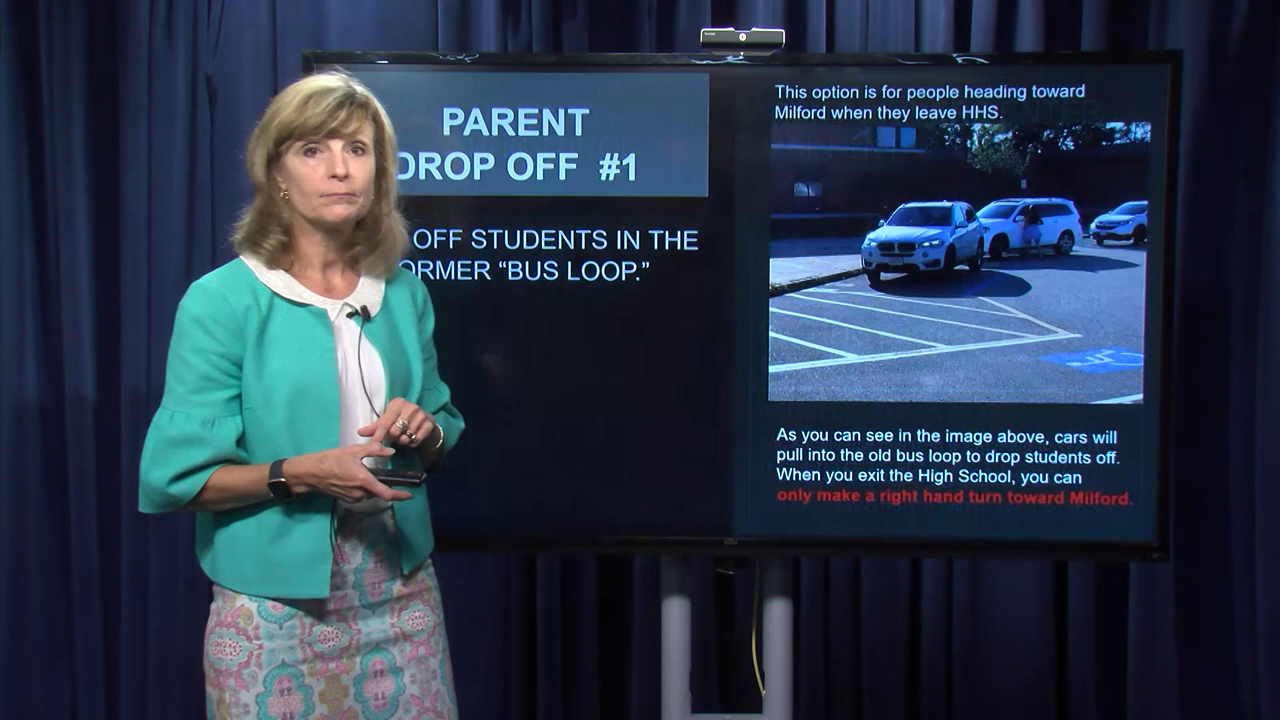 PARENT
DROP OFF #1
OFF STUDENTS IN THE
ORMER “BUS LOOP.”
This option is for people heading toward
Milford when they leave HHS.
As you can see in the image above, cars will
pull into the old bus loop to drop students off.
When you exit the High School, you can
only make a right hand turn toward Milford.